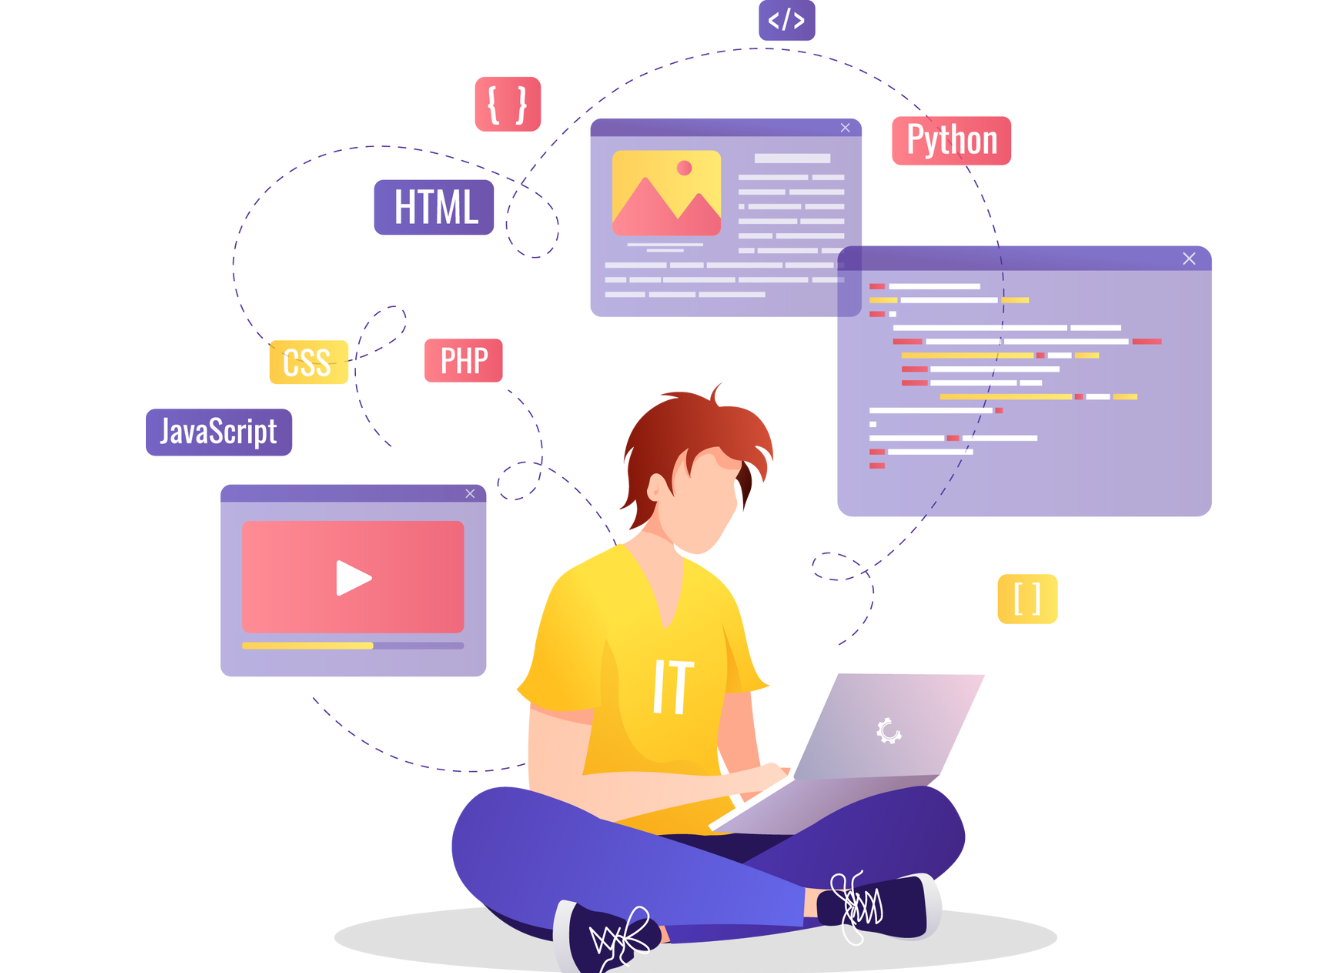 </>
{ }
Python
HTML
CSS
PHP
JavaScript
[ ]
IT